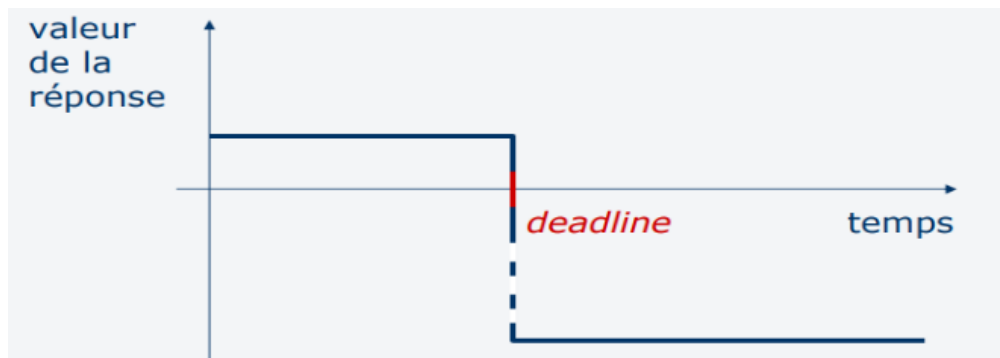 valeur
de la
réponse
deadline
temps